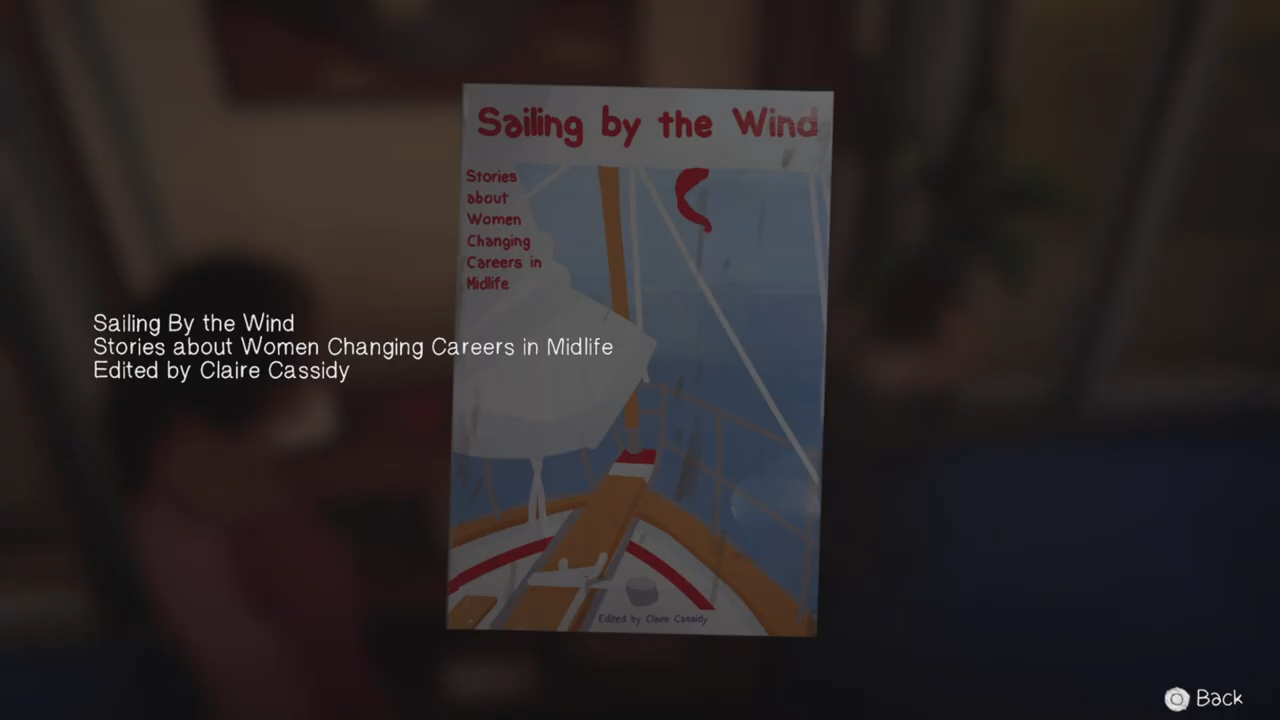 Sailing by the Wind
Stories
about
Women
Changing
Careers in
Midlife
Sailing By the Wind
Stories about Women Changing Careers in Midlife
Edited by Claire Cassidy
Edited by Claire Cassidy
Back